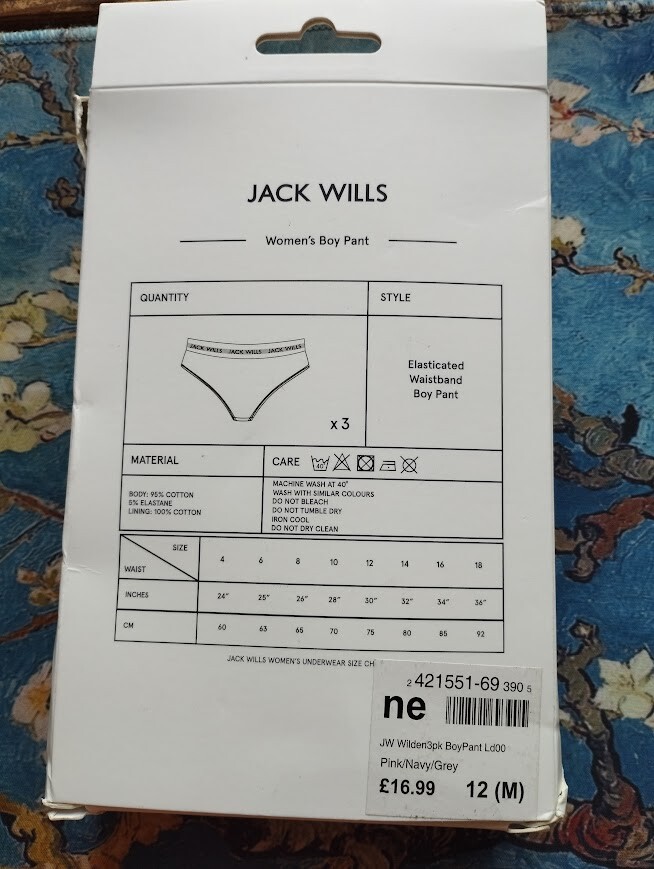 JACK WILLS
Women's Boy Pant
QUANTITY STYLE
JACK WILLS JACK WILLS JACK WILLS
x 3
Elasticated
Waistband
Boy Pant
MATERIAL
BODY: 95% COTTON
5% ELASTANE
LINING: 100% COTTON
CARE 40°
MACHINE WASH AT 40°
WASH WITH SIMILAR COLOURS
DO NOT BLEACH
DO NOT TUMBLE DRY
IRON COOL
DO NOT DRY CLEAN
SIZE 4 6 8 10 12 14 16 18
WAIST
INCHES 24" 25" 26" 28" 30" 32" 34" 36"
CM 60 63 65 70 75 80 85 92
JACK WILLS WOMEN'S UNDERWEAR SIZE CH
2 421551-69 390 5
ne
JW Wilden3pk BoyPant Ld00
Pink/Navy/Grey
£16.99 12 (M)